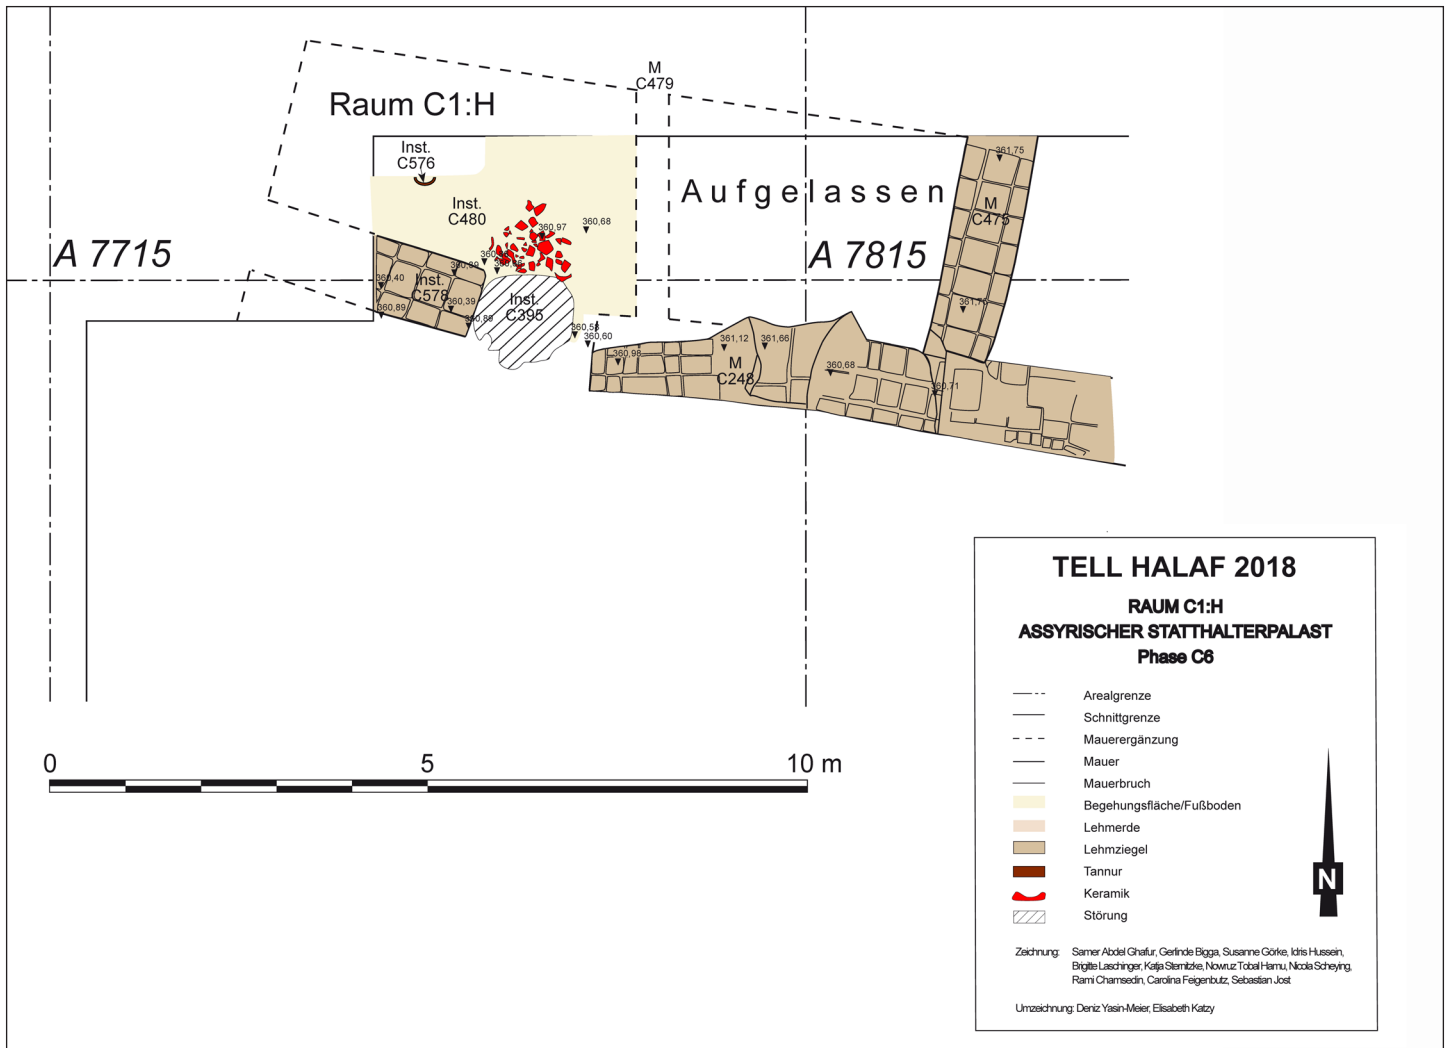 M
C479
Raum C1:H
Inst.
C576
361,75
Aufgelassen
Inst.
C480
M
C475
360,97
360,68
A 7715
A 7815
360,89
360,40
Inst.
C578
360,39
360,89
360,89
Inst.
C395
361,70
360,58
360,60
361,12
361,66
360,98
M
C248
360,68
360,71
TELL HALAF 2018
RAUM C1:H
ASSYRISCHER STATTHALTERPALAST
Phase C6
Arealgrenze
Schnittgrenze
Mauerergänzung
Mauer
Mauerbruch
Begehungsfläche/Fußboden
Lehmerde
Lehmziegel
Tannur
Keramik
Störung
N
0 5 10 m
Zeichnung: Samer Abdel Ghafur, Gerlinde Bigga, Susanne Görke, Idris Hussein,
Brigitte Laschinger, Katja Sternitzke, Nowruz Tobal Hamu, Nicola Scheying,
Rami Chamsedin, Carolina Feigenbutz, Sebastian Jost
Umzeichnung: Deniz Yasin-Meier, Elisabeth Katzy